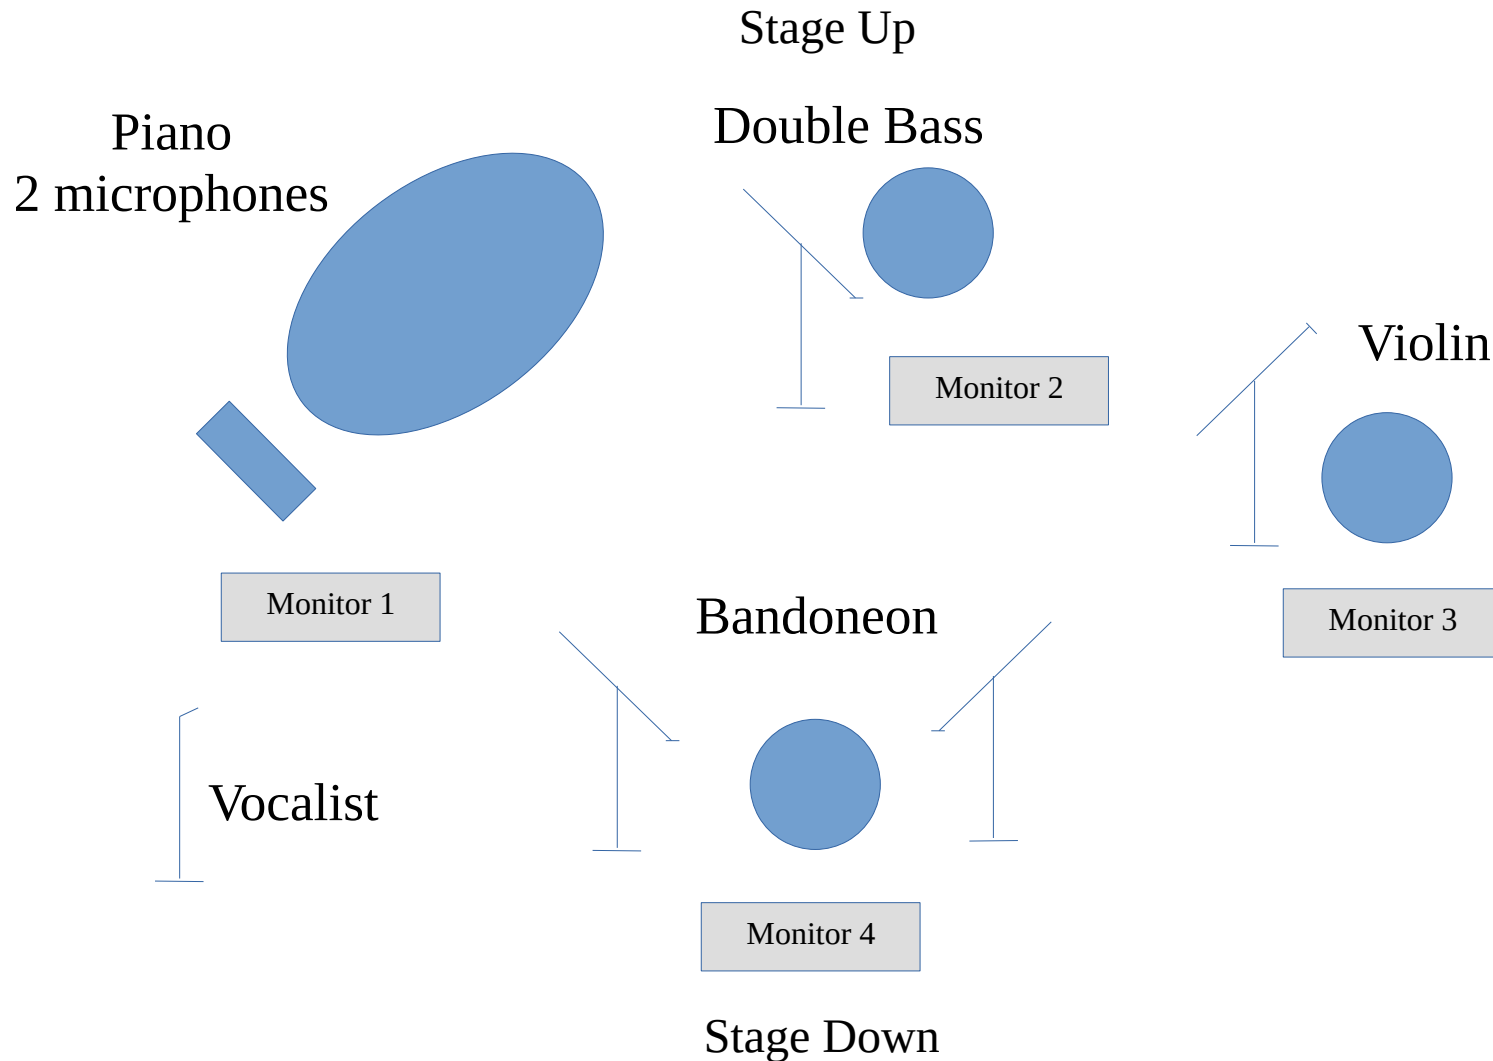 Stage Up
Piano
2 microphones
Double Bass
Violin
Monitor 2
Monitor 1
Bandoneon
Monitor 3
Vocalist
Monitor 4
Stage Down